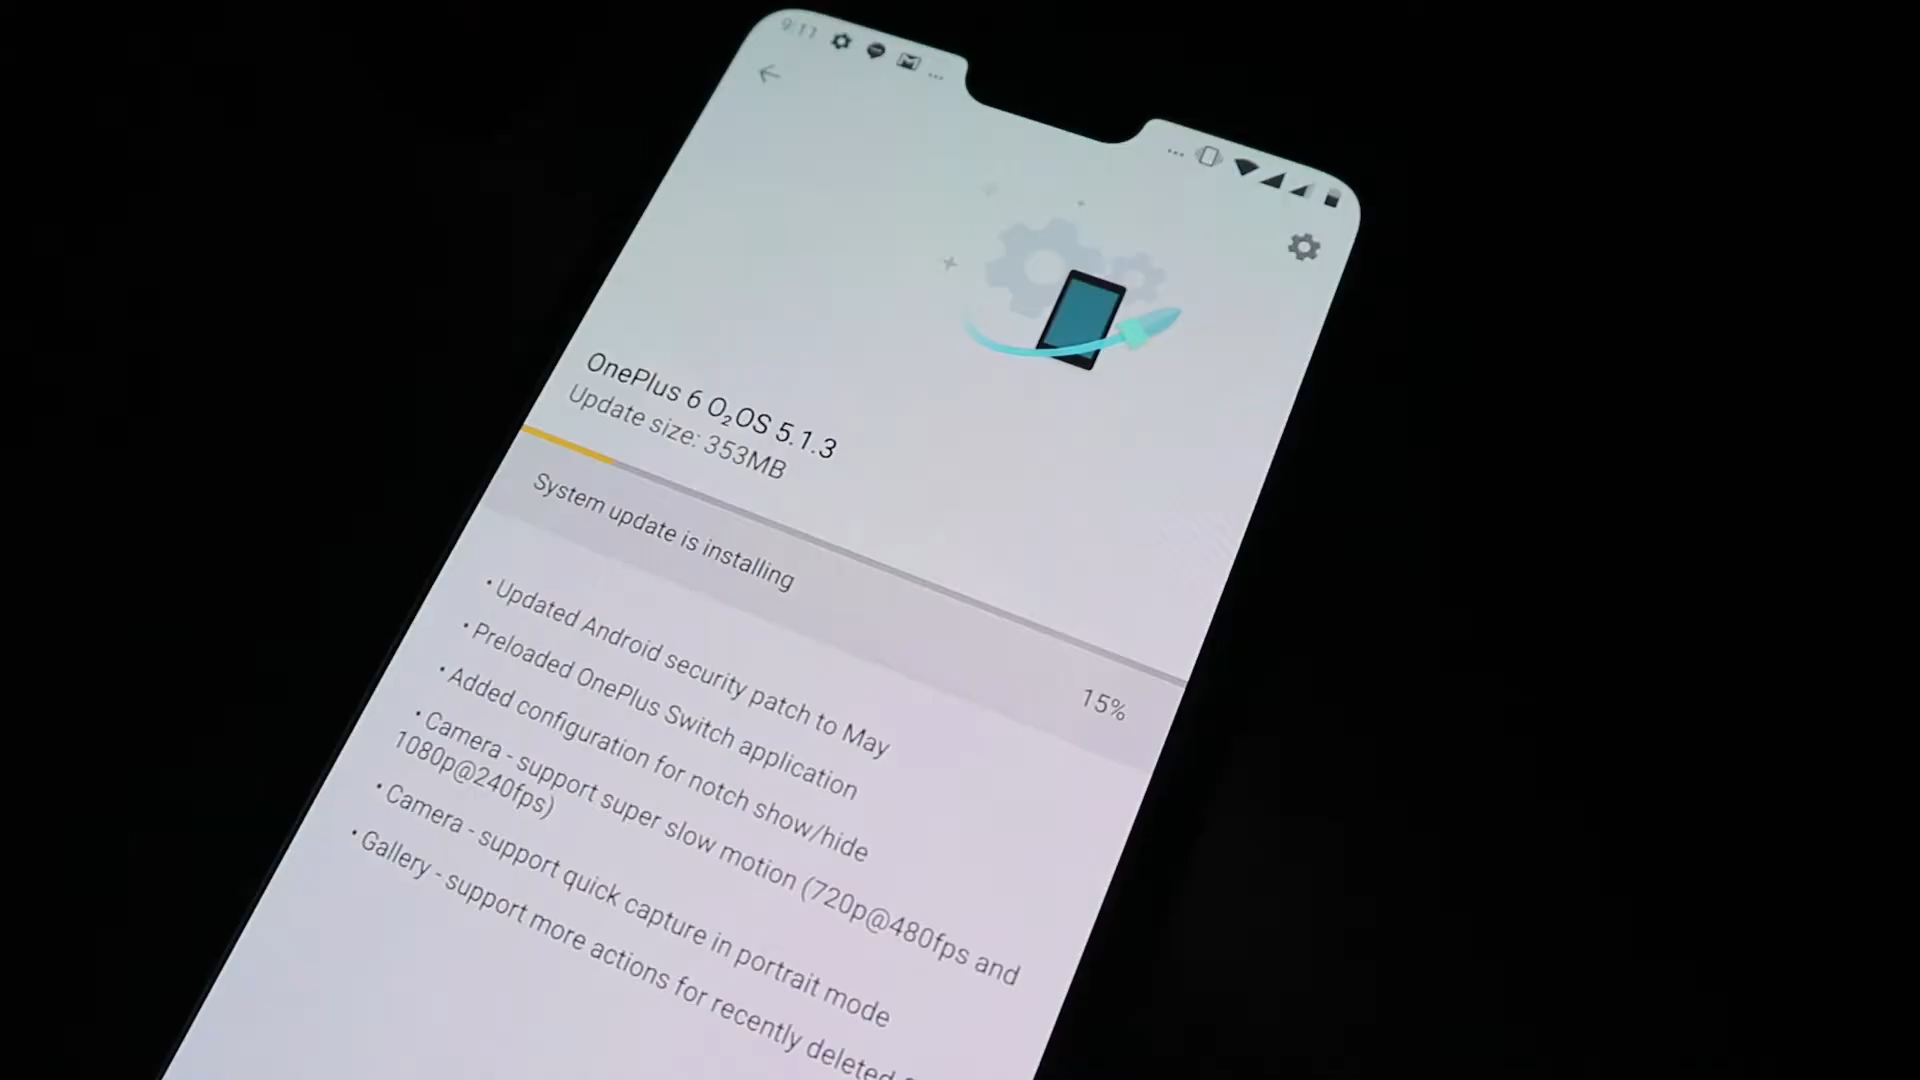 9:11
OnePlus 6 O₂OS 5.1.3
Update size: 353MB
System update is installing
15%
• Updated Android security patch to May
• Preloaded OnePlus Switch application
• Added configuration for notch show/hide
• Camera - support super slow motion (720p@480fps and
1080p@240fps)
• Camera - support quick capture in portrait mode
• Gallery - support more actions for recently deleted